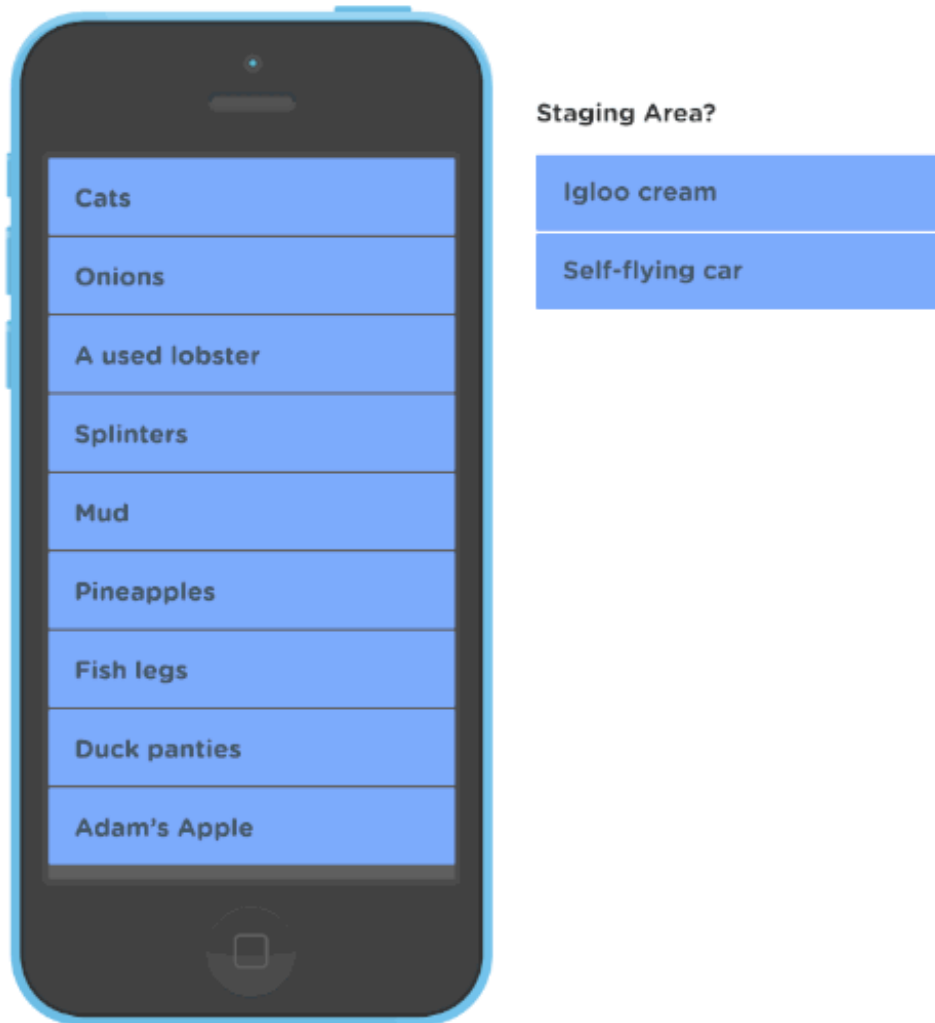 Cats
Onions
A used lobster
Splinters
Mud
Pineapples
Fish legs
Duck panties
Adam's Apple
Staging Area?
Igloo cream
Self-flying car